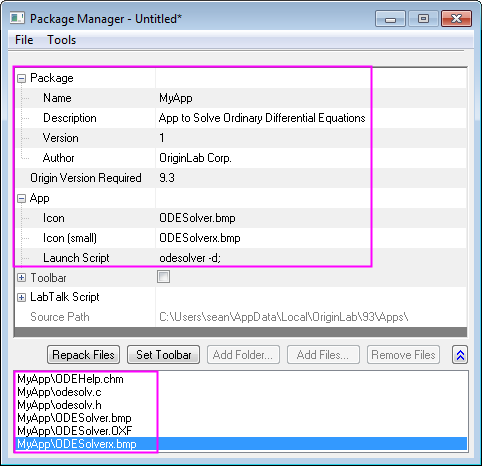 Package Manager - Untitled*
File Tools
Package
Name MyApp
Description App to Solve Ordinary Differential Equations
Version 1
Author OriginLab Corp.
Origin Version Required 9.3
App
Icon ODESolver.bmp
Icon (small) ODESolverx.bmp
Launch Script odesolver -d;
Toolbar
LabTalk Script
Source Path C:\Users\sean\AppData\Local\OriginLab\93\Apps\
Repack Files Set Toolbar Add Folder... Add Files... Remove Files
MyApp\ODEHelp.chm
MyApp\odesolv.c
MyApp\odesolv.h
MyApp\ODESolver.bmp
MyApp\ODESolver.OXF
MyApp\ODESolverx.bmp